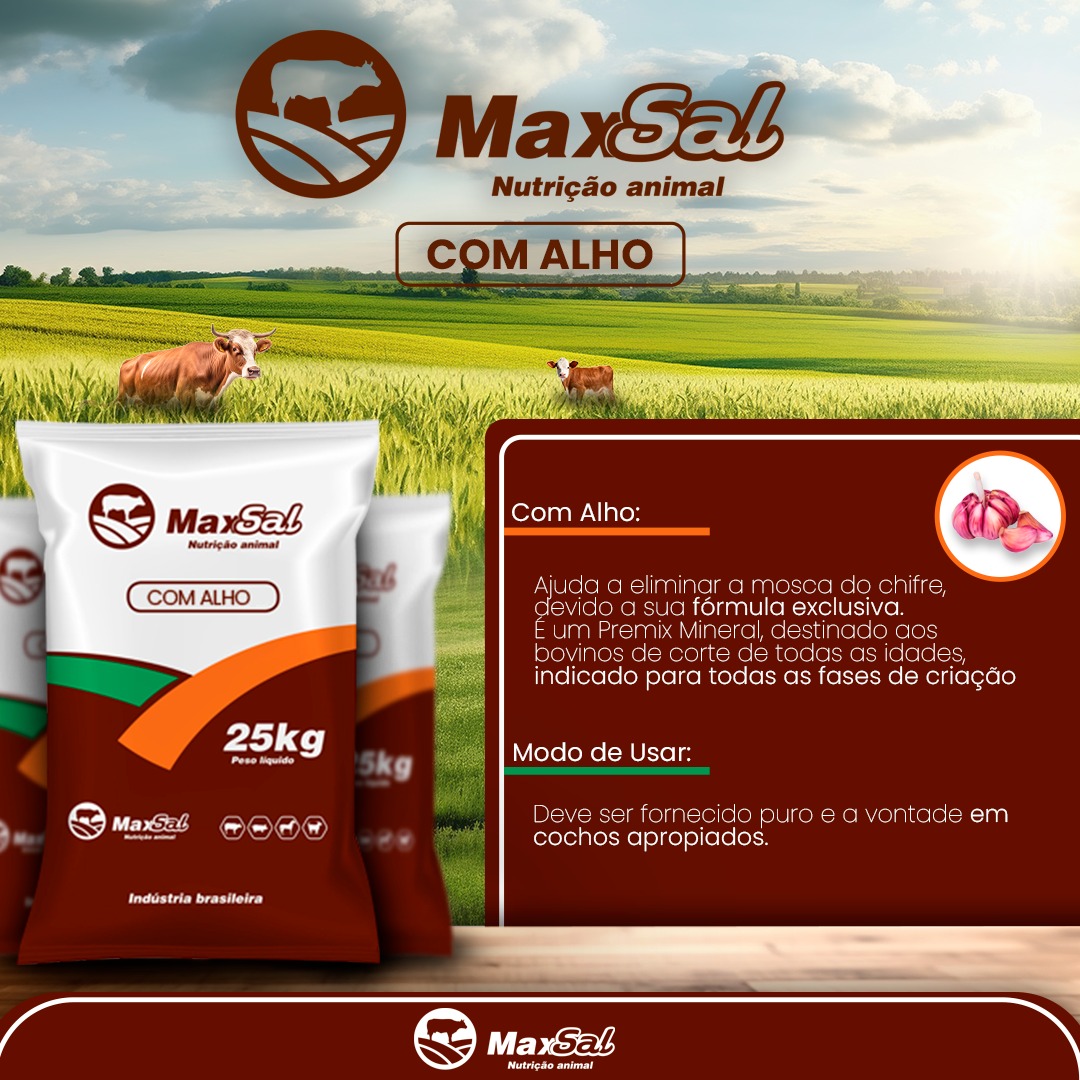 MaxSal
Nutrição animal
COM ALHO
MaxSal
Nutrição animal
COM ALHO
25kg
Peso líquido
MaxSal
Nutrição animal
Indústria brasileira
Sal
5kg
Com Alho:
Ajuda a eliminar a mosca do chifre,
devido a sua fórmula exclusiva.
É um Premix Mineral, destinado aos
bovinos de corte de todas as idades,
indicado para todas as fases de criação
Modo de Usar:
Deve ser fornecido puro e a vontade em
cochos apropiados.
MaxSal
Nutrição animal